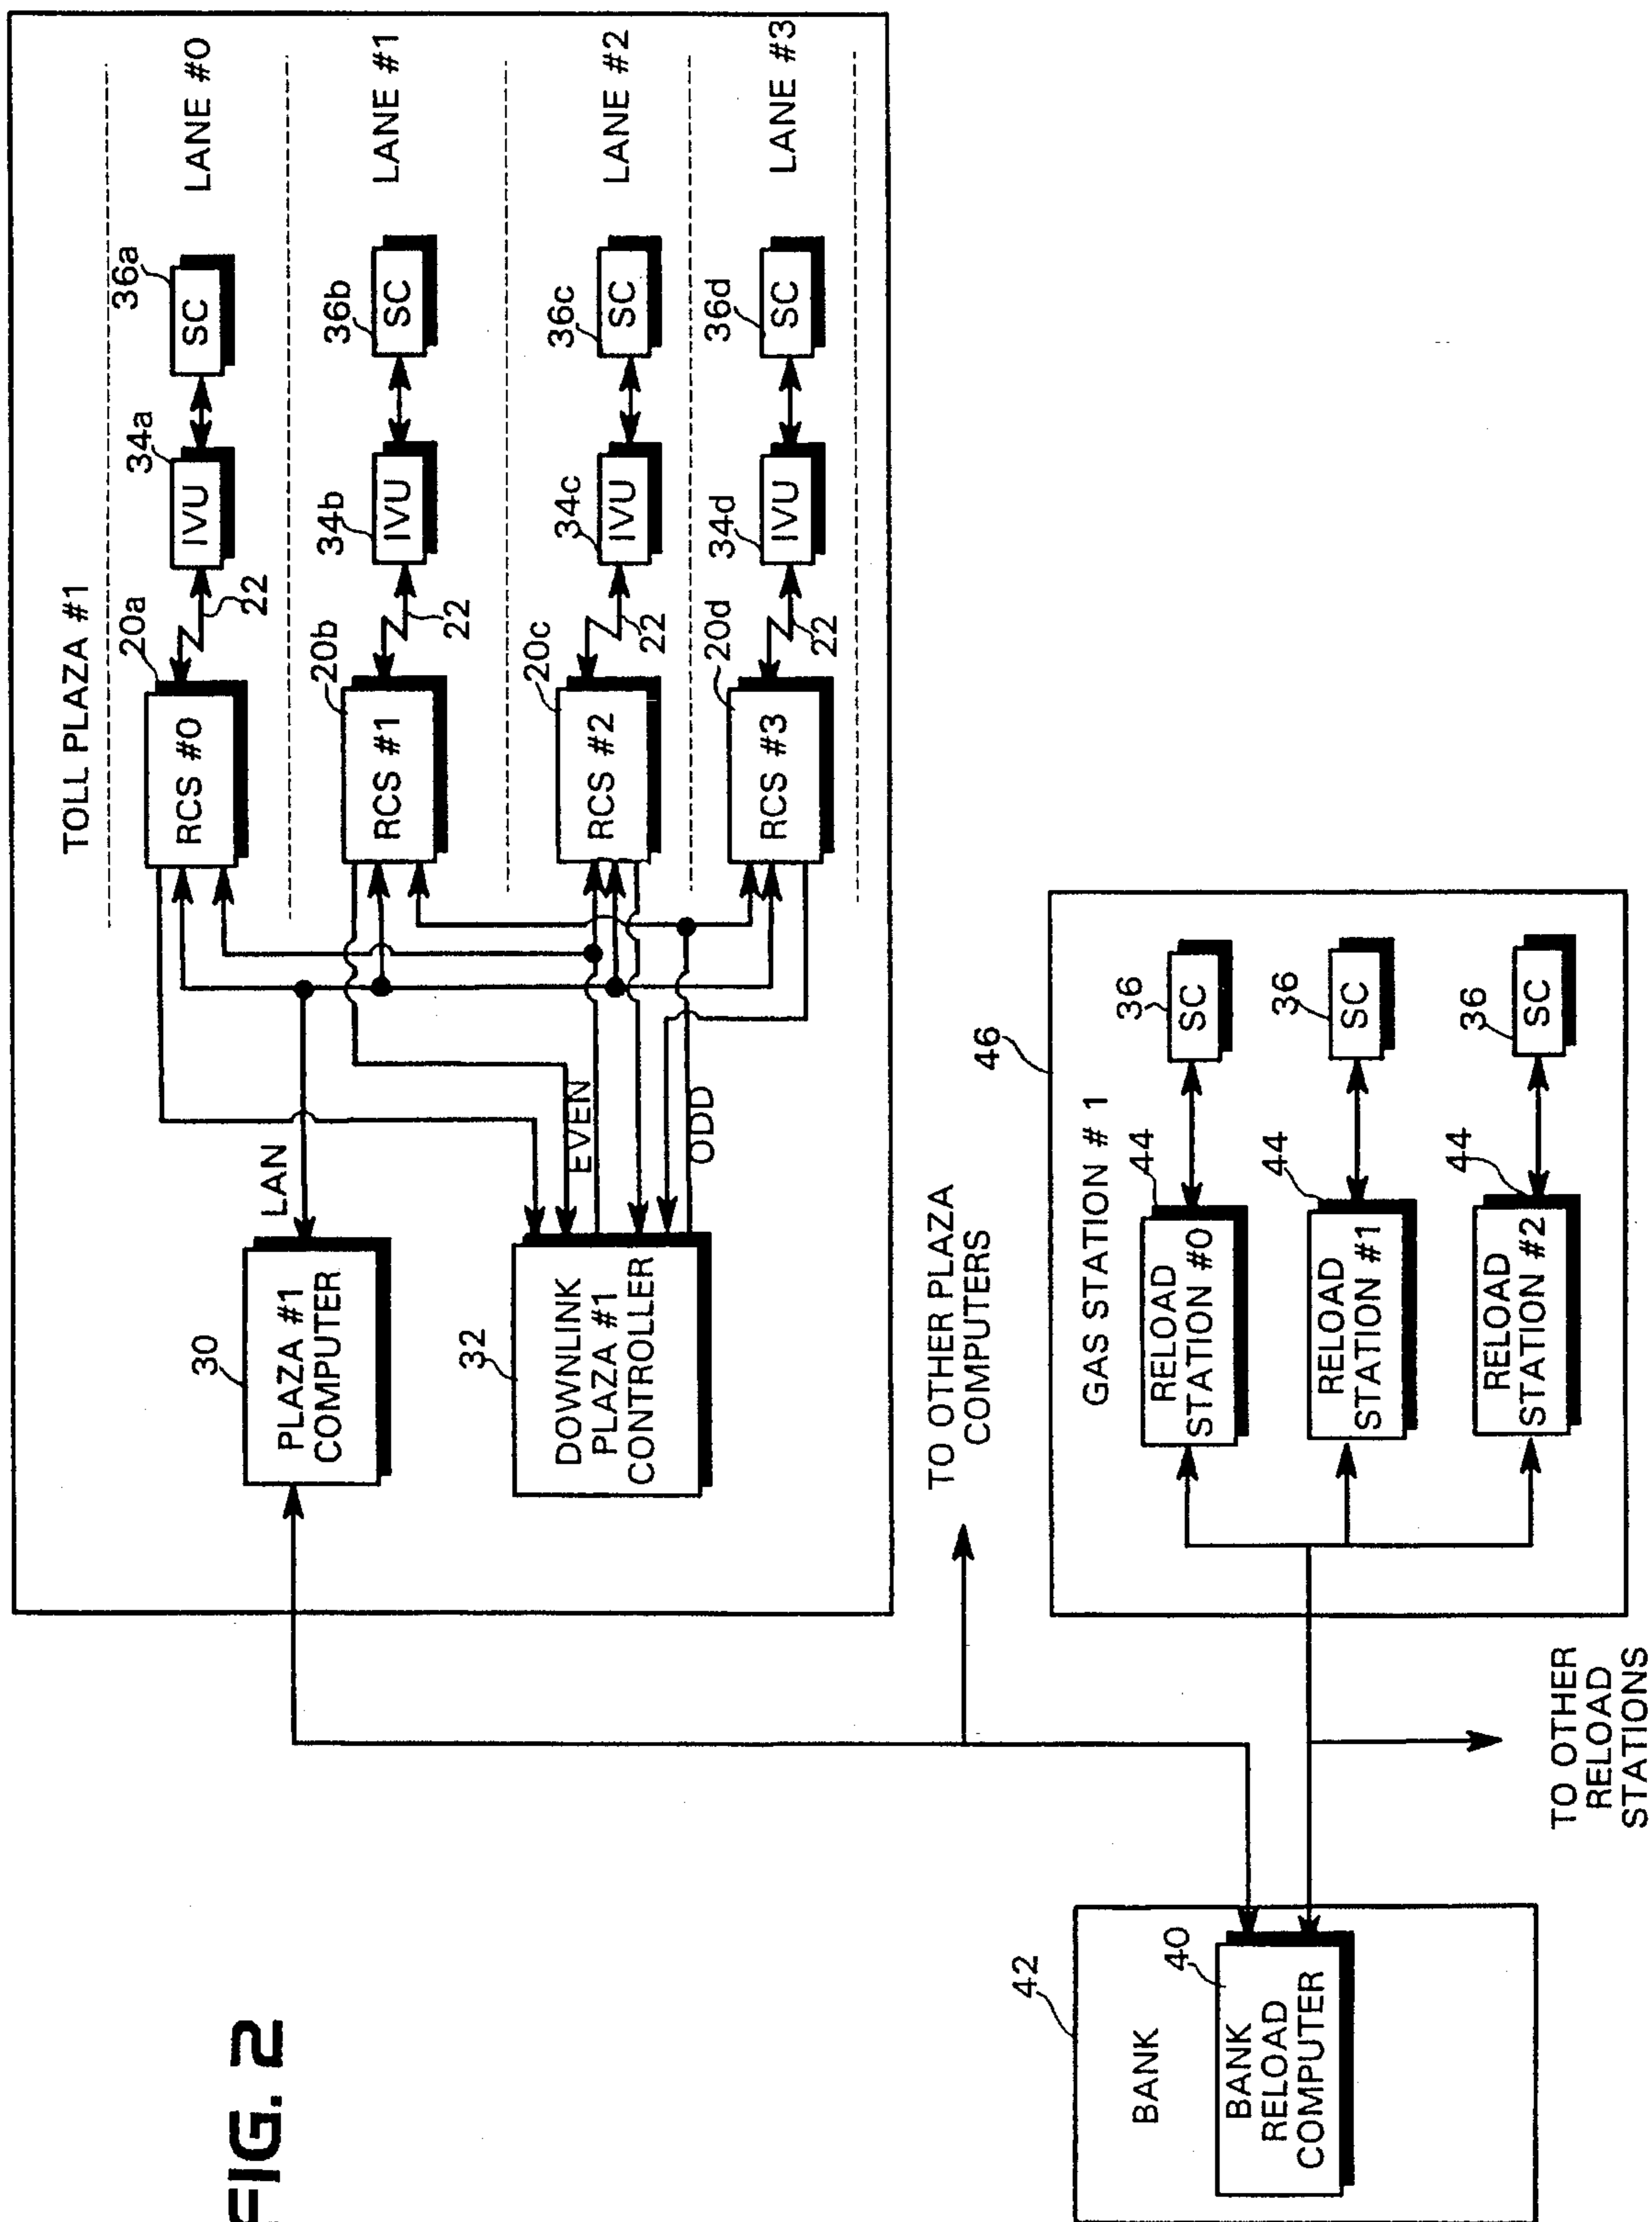 FIG. 2
TOLL PLAZA #1
LANE #0
LANE #1
LANE #2
LANE #3
30
PLAZA #1
COMPUTER
LAN
32
DOWNLINK
PLAZA #1
CONTROLLER
EVEN
ODD
20a
RCS #0
22
34a
IVU
36a
SC
20b
RCS #1
22
34b
IVU
36b
SC
20c
RCS #2
22
34c
IVU
36c
SC
20d
RCS #3
22
34d
IVU
36d
SC
TO OTHER PLAZA
COMPUTERS
42
BANK
40
BANK
RELOAD
COMPUTER
TO OTHER
RELOAD
STATIONS
46
GAS STATION # 1
44
RELOAD
STATION #0
36
SC
44
RELOAD
STATION #1
36
SC
44
RELOAD
STATION #2
36
SC